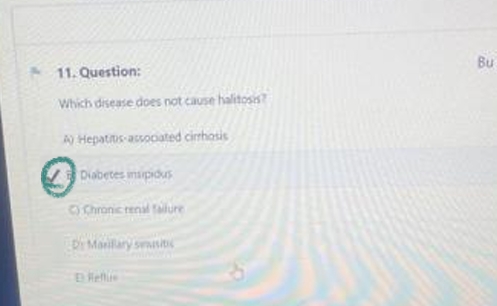 Bu
11. Question:
Which disease does not cause halitosis?
A) Hepatitis-associated cirrhosis
B) Diabetes insipidus
C) Chronic renal failure
D) Maxillary sinusitis
E) Reflux